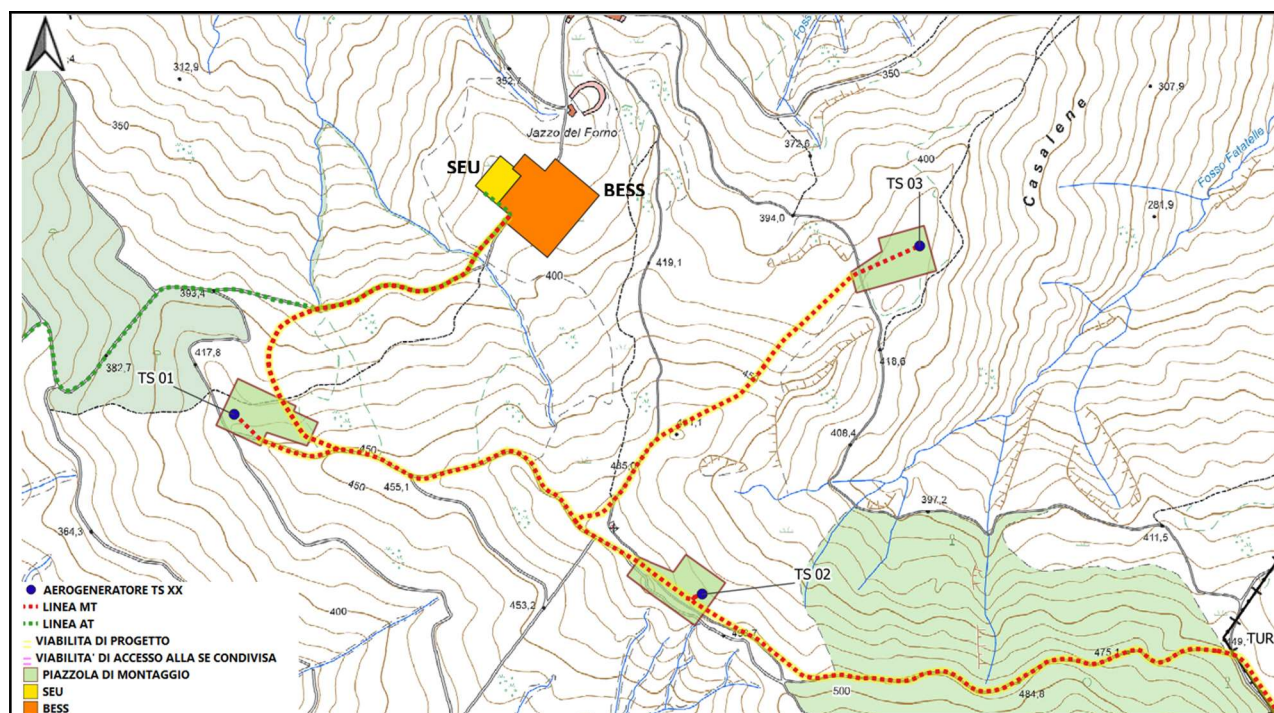 312,9
350
352,7
Jazzo del Forno
SEU
BESS
350
307,9
372,6
400
Casalene
Fosso Fafatelle
TS 03
394,0
281,9
419,1
400
393,4
382,7
417,8
TS 01
418,6
408,4
450
450
455,1
397,2
411,5
364,3
TS 02
453,2
400
475,1
500
484,8
TUR
AEROGENERATORE TS XX
LINEA MT
LINEA AT
VIABILITA DI PROGETTO
VIABILITA' DI ACCESSO ALLA SE CONDIVISA
PIAZZOLA DI MONTAGGIO
SEU
BESS